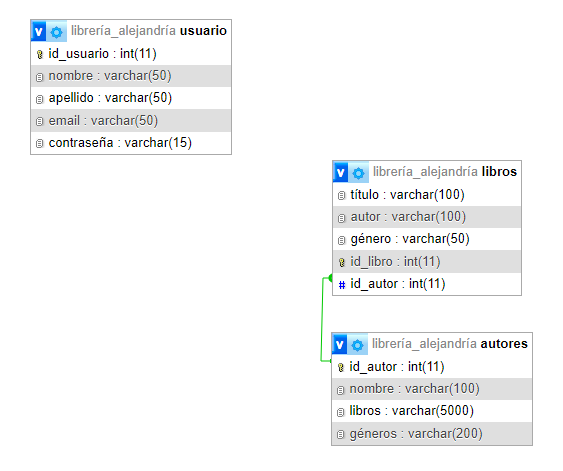 v librería_alejandría usuario
id_usuario : int(11)
nombre : varchar(50)
apellido : varchar(50)
email : varchar(50)
contraseña : varchar(15)
v librería_alejandría libros
título : varchar(100)
autor : varchar(100)
género : varchar(50)
id_libro : int(11)
# id_autor : int(11)
v librería_alejandría autores
id_autor : int(11)
nombre : varchar(100)
libros : varchar(5000)
géneros : varchar(200)